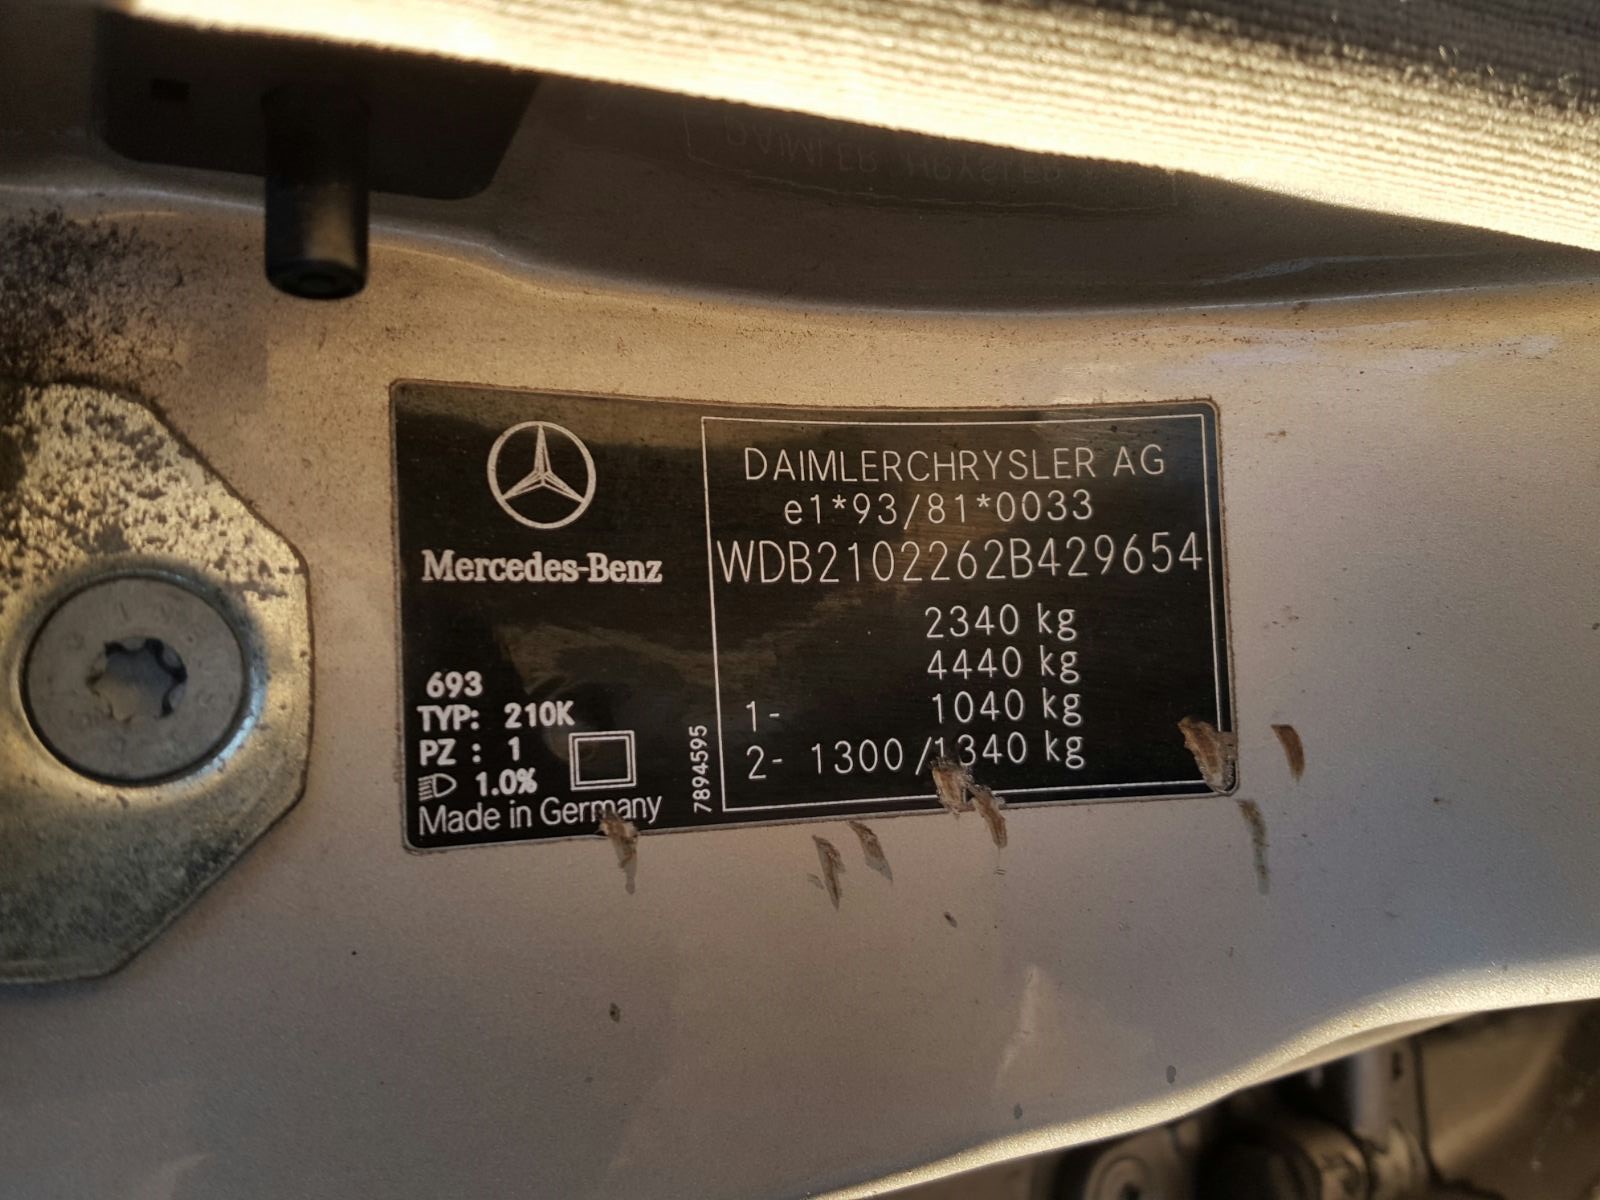 DAIMLERCHRYSLER AG
e1*93/81*0033
WDB2102262B429654
2340 kg
4440 kg
1- 1040 kg
2- 1300/1340 kg
Mercedes-Benz
693
TYP: 210K
PZ : 1
1.0%
Made in Germany
7894595